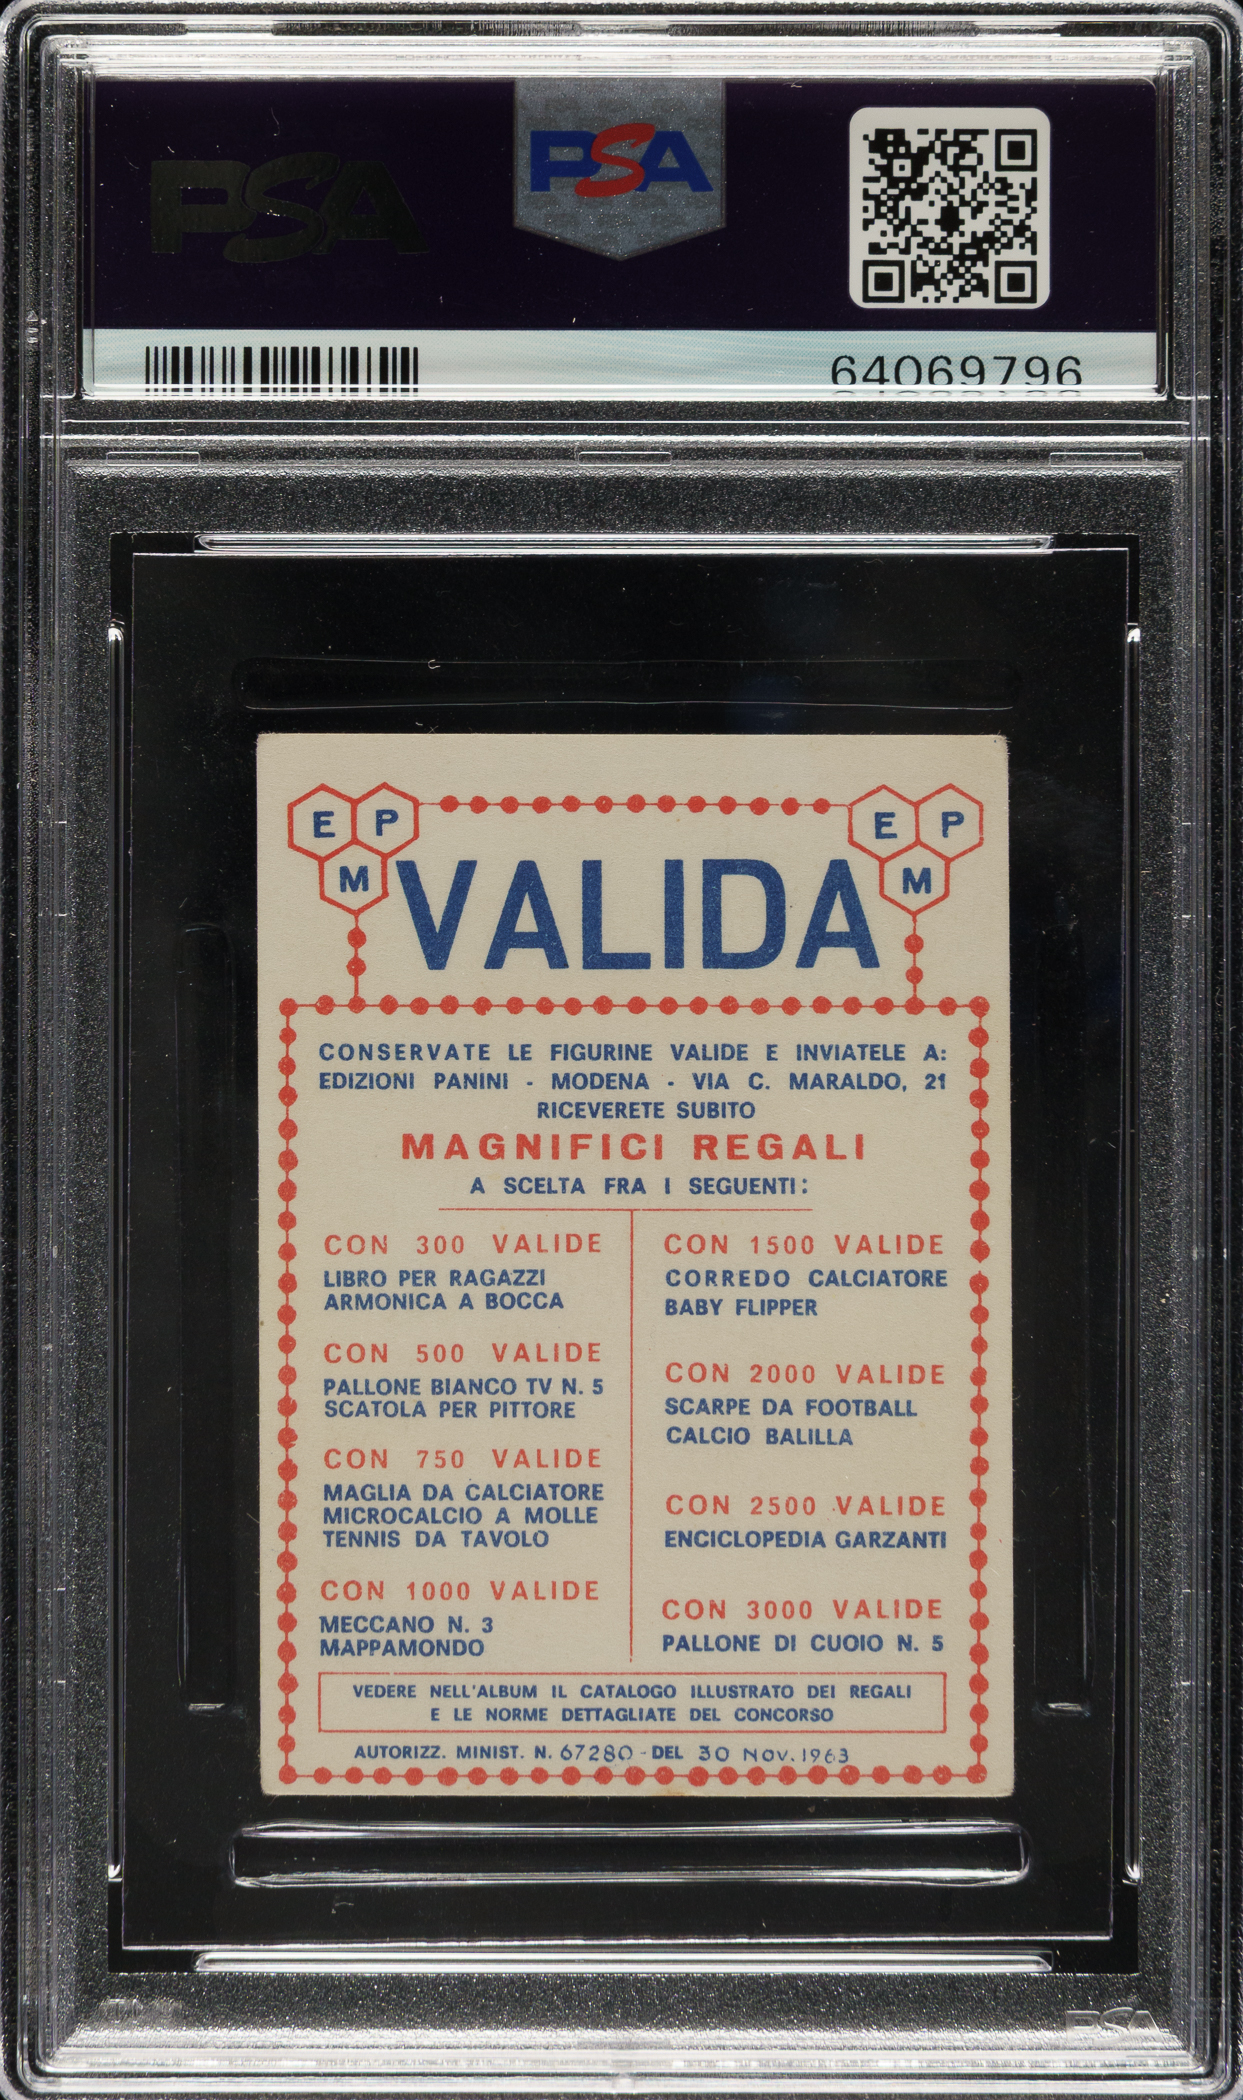 PSA
PSA
64069796
E P
M
E P
M
VALIDA
CONSERVATE LE FIGURINE VALIDE E INVIATELE A:
EDIZIONI PANINI - MODENA - VIA C. MARALDO, 21
RICEVERETE SUBITO
MAGNIFICI REGALI
A SCELTA FRA I SEGUENTI:
CON 300 VALIDE
LIBRO PER RAGAZZI
ARMONICA A BOCCA
CON 500 VALIDE
PALLONE BIANCO TV N. 5
SCATOLA PER PITTORE
CON 750 VALIDE
MAGLIA DA CALCIATORE
MICROCALCIO A MOLLE
TENNIS DA TAVOLO
CON 1000 VALIDE
MECCANO N. 3
MAPPAMONDO
CON 1500 VALIDE
CORREDO CALCIATORE
BABY FLIPPER
CON 2000 VALIDE
SCARPE DA FOOTBALL
CALCIO BALILLA
CON 2500 VALIDE
ENCICLOPEDIA GARZANTI
CON 3000 VALIDE
PALLONE DI CUOIO N. 5
VEDERE NELL'ALBUM IL CATALOGO ILLUSTRATO DEI REGALI
E LE NORME DETTAGLIATE DEL CONCORSO
AUTORIZZ. MINIST. N. 67280 - DEL 30 NOV. 1963
PSA